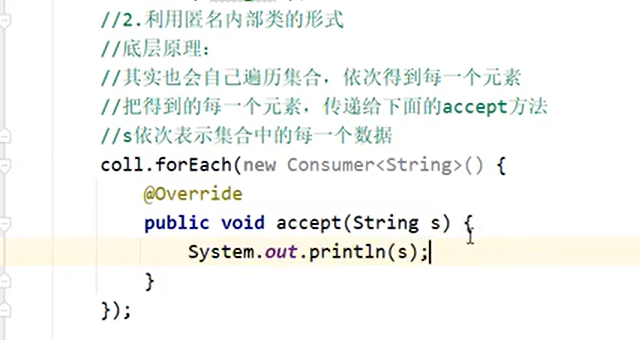 //2.利用匿名内部类的形式
//底层原理：
//其实也会自己遍历集合，依次得到每一个元素
//把得到的每一个元素，传递给下面的accept方法
//s依次表示集合中的每一个数据
coll.forEach(new Consumer<String>() {
@Override
public void accept(String s) {
System.out.println(s);
}
});